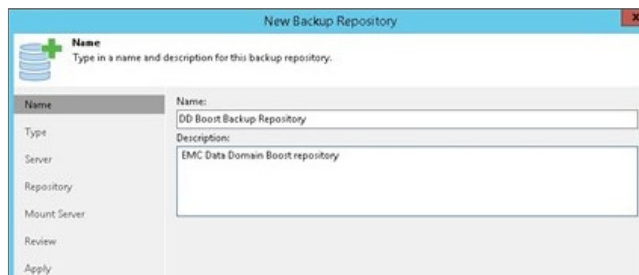 New Backup Repository
X
Name
Type in a name and description for this backup repository.
Name
Type
Server
Repository
Mount Server
Review
Apply
Name:
DD Boost Backup Repository
Description:
EMC Data Domain Boost repository